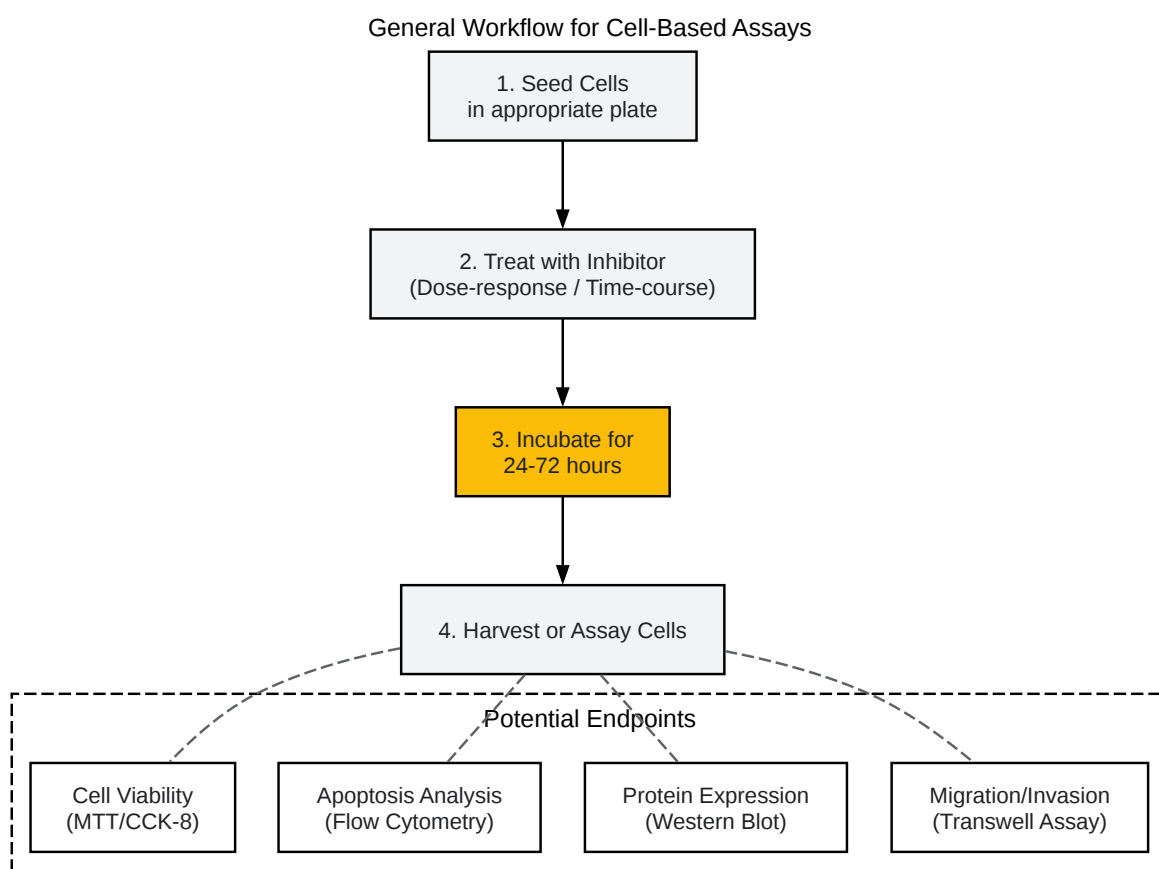 General Workflow for Cell-Based Assays
1. Seed Cells
in appropriate plate
2. Treat with Inhibitor
(Dose-response / Time-course)
3. Incubate for
24-72 hours
4. Harvest or Assay Cells
Potential Endpoints
Cell Viability
(MTT/CCK-8)
Apoptosis Analysis
(Flow Cytometry)
Protein Expression
(Western Blot)
Migration/Invasion
(Transwell Assay)